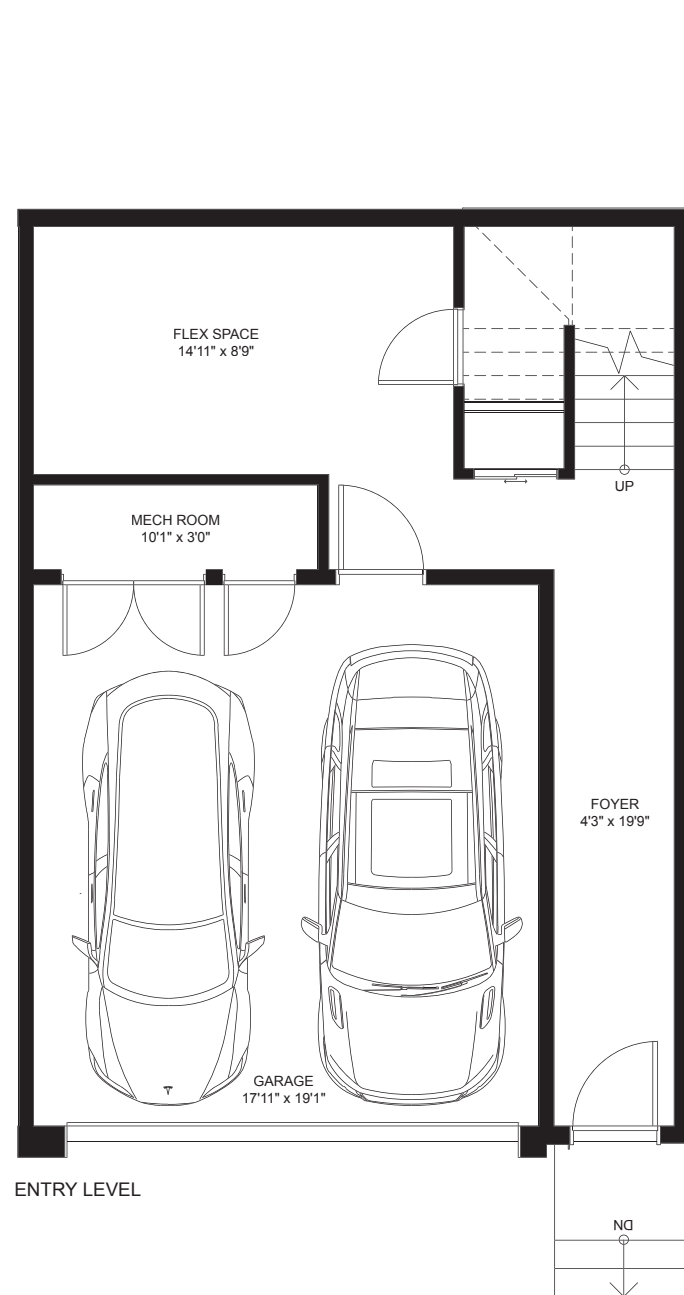 FLEX SPACE
14'11" x 8'9"
UP
MECH ROOM
10'1" x 3'0"
FOYER
4'3" x 19'9"
GARAGE
17'11" x 19'1"
ENTRY LEVEL
DN